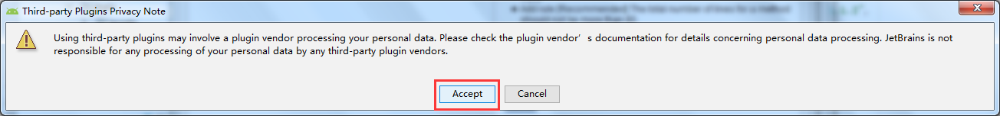 Third-party Plugins Privacy Note
Using third-party plugins may involve a plugin vendor processing your personal data. Please check the plugin vendor’s documentation for details concerning personal data processing. JetBrains is not
responsible for any processing of your personal data by any third-party plugin vendors.
Accept
Cancel